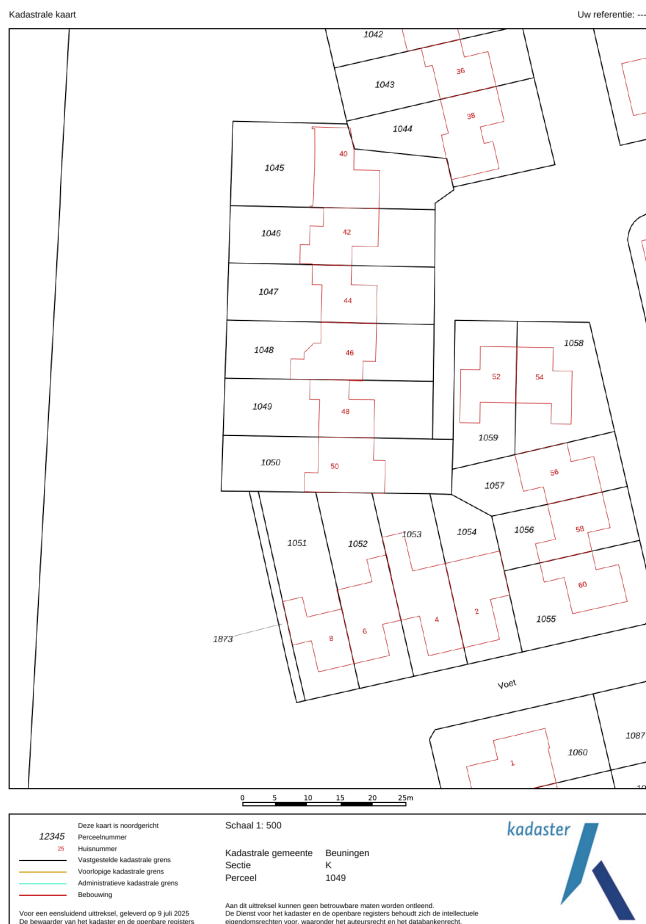 Kadastrale kaart
Uw referentie: ---
1042
36
1043
38
1044
40
1045
1046
42
1047
44
1048
46
1049
48
1050
50
1058
52
54
1059
1057
56
1056
58
1051
1052
1053
1054
60
1055
8
6
4
2
1873
Voet
1087
1060
1
0 5 10 15 20 25m
Deze kaart is noordgericht
12345 Perceelnummer
25 Huisnummer
Vastgestelde kadastrale grens
Voorlopige kadastrale grens
Administratieve kadastrale grens
Bebouwing
Voor een eensluidend uittreksel, geleverd op 9 juli 2025
De bewaarder van het kadaster en de openbare registers
Schaal 1: 500
Kadastrale gemeente Beuningen
Sectie K
Perceel 1049
Aan dit uittreksel kunnen geen betrouwbare maten worden ontleend.
De Dienst voor het kadaster en de openbare registers behoudt zich de intellectuele
eigendomsrechten voor, waaronder het auteursrecht en het databankenrecht.
kadaster